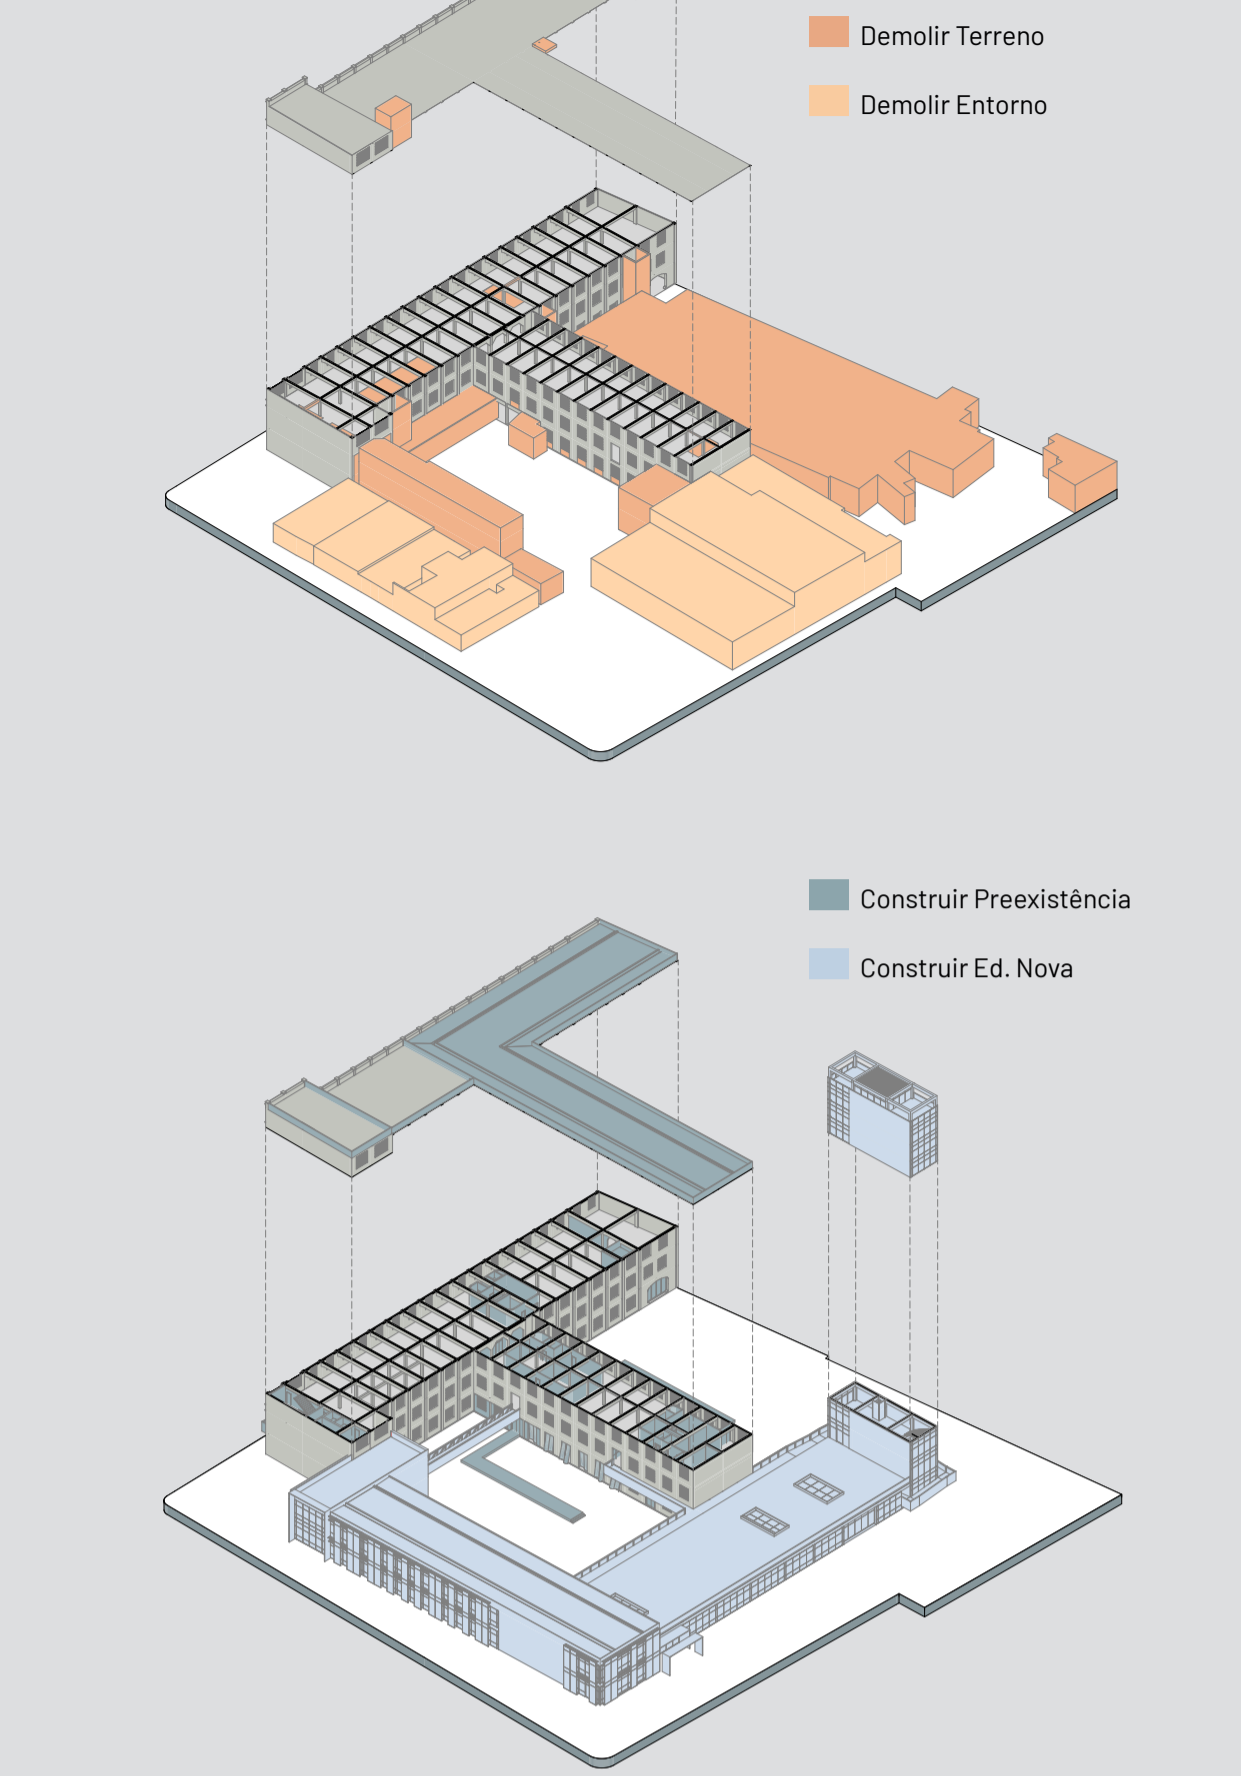 Demolir Terreno
Demolir Entorno
Construir Preexistência
Construir Ed. Nova